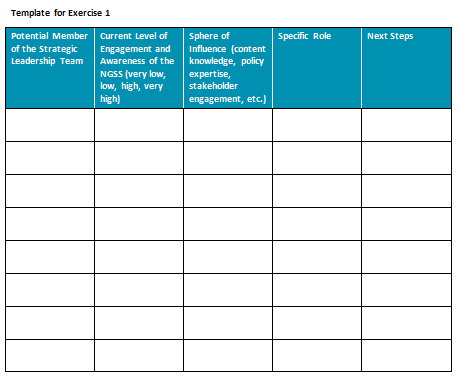 Template for Exercise 1
Potential Member
of the Strategic
Leadership Team
Current Level of
Engagement and
Awareness of the
NGSS (very low,
low, high, very
high)
Sphere of
Influence (content
knowledge, policy
expertise,
stakeholder
engagement, etc.)
Specific Role
Next Steps